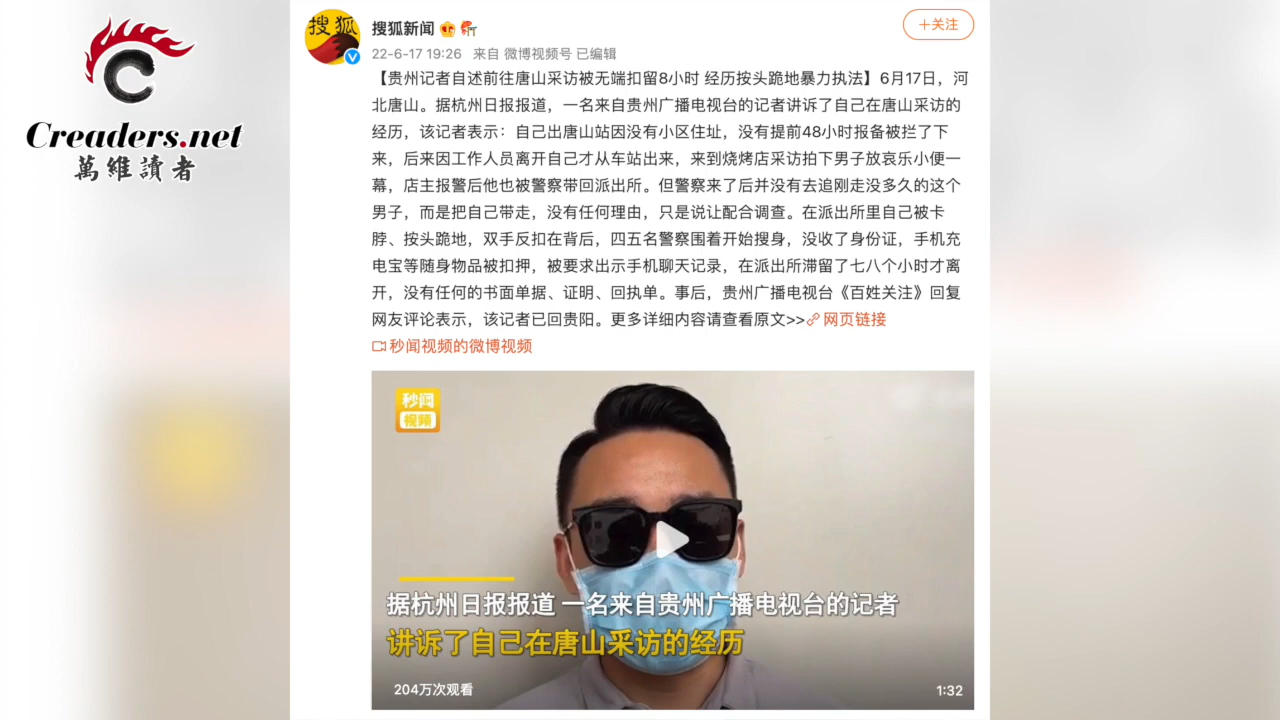 Creaders.net
萬維讀者
搜狐
搜狐新闻
+关注
22-6-17 19:26 来自 微博视频号 已编辑
【贵州记者自述前往唐山采访被无端扣留8小时 经历按头跪地暴力执法】6月17日，河
北唐山。据杭州日报报道，一名来自贵州广播电视台的记者讲诉了自己在唐山采访的
经历，该记者表示：自己出唐山站因没有小区住址，没有提前48小时报备被拦了下
来，后来因工作人员离开自己才从车站出来，来到烧烤店采访拍下男子放哀乐小便一
幕，店主报警后他也被警察带回派出所。但警察来了后并没有去追刚走没多久的这个
男子，而是把自己带走，没有任何理由，只是说让配合调查。在派出所里自己被卡
脖、按头跪地，双手反扣在背后，四五名警察围着开始搜身，没收了身份证，手机充
电宝等随身物品被扣押，被要求出示手机聊天记录，在派出所滞留了七八个小时才离
开，没有任何的书面单据、证明、回执单。事后，贵州广播电视台《百姓关注》回复
网友评论表示，该记者已回贵阳。更多详细内容请查看原文>>网页链接
秒闻视频的微博视频
秒闻
视频
据杭州日报报道 一名来自贵州广播电视台的记者
讲诉了自己在唐山采访的经历
204万次观看
1:32